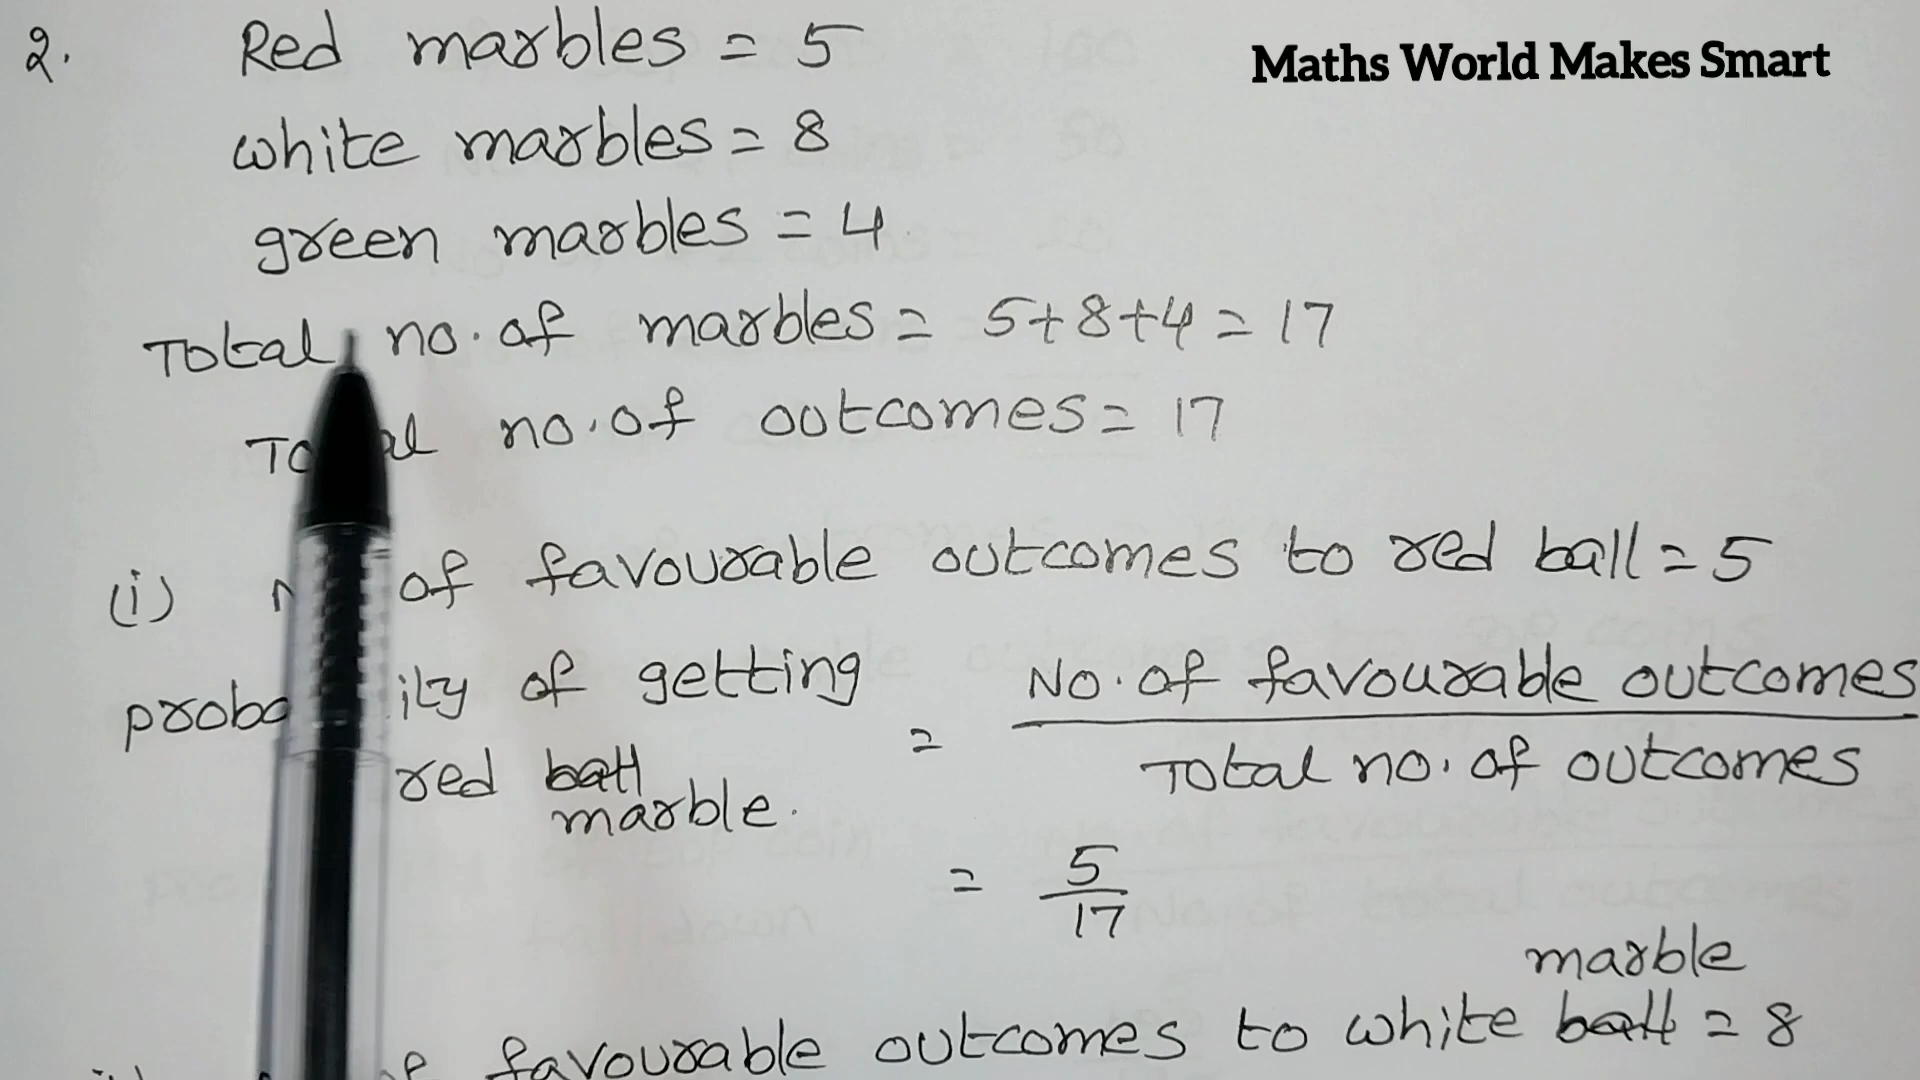 2. Red marbles = 5
Maths World Makes Smart
white marbles = 8
green marbles = 4
Total no. of marbles = 5+8+4 = 17
no. of outcomes = 17
(i) of favourable outcomes to red ball = 5
of getting = No. of favourable outcomes
Total no. of outcomes
red ball
marble.
= 5
17
marble
favourable outcomes to white ball = 8